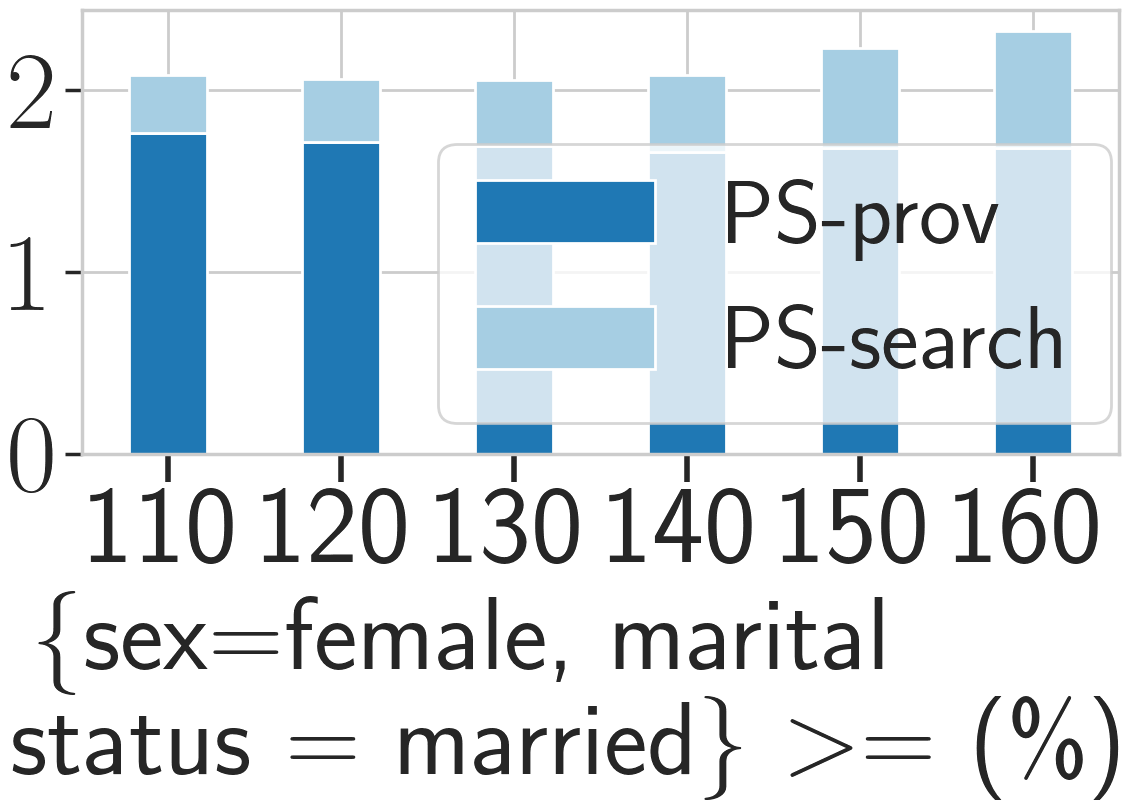 2
1
0
PS-prov
PS-search
110 120 130 140 150 160
{sex=female, marital
status = married} >= (%)